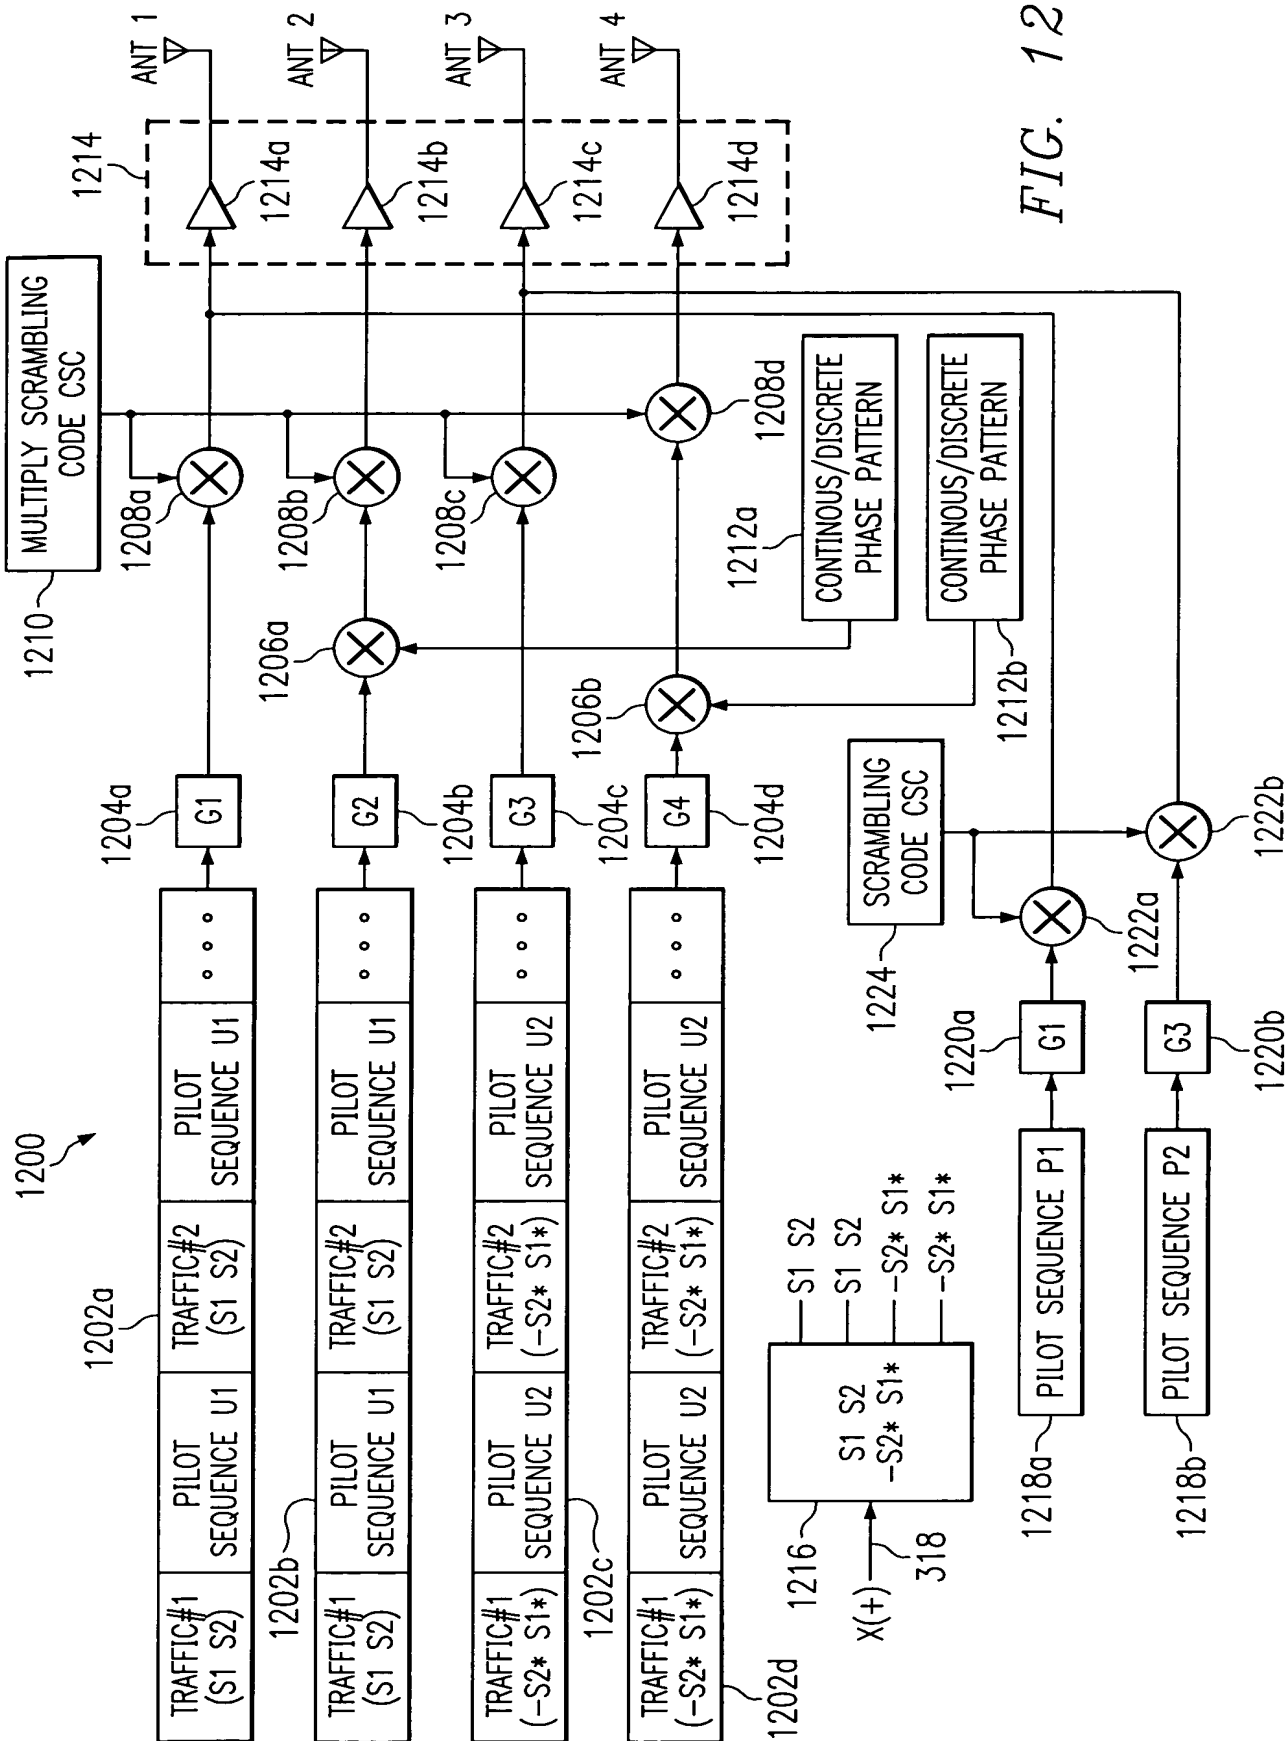 1200
TRAFFIC#1
(S1 S2)
PILOT
SEQUENCE U1
TRAFFIC#2
(S1 S2)
PILOT
SEQUENCE U1
1202a
1204a
G1
1208a
1210
MULTIPLY SCRAMBLING
CODE CSC
1214
1214a
ANT 1
TRAFFIC#1
(S1 S2)
PILOT
SEQUENCE U1
TRAFFIC#2
(S1 S2)
PILOT
SEQUENCE U1
1202b
1204b
G2
1206a
1208b
1214b
ANT 2
TRAFFIC#1
(-S2* S1*)
PILOT
SEQUENCE U2
TRAFFIC#2
(-S2* S1*)
PILOT
SEQUENCE U2
1202c
G3
1204c
1208c
1214c
ANT 3
TRAFFIC#1
(-S2* S1*)
PILOT
SEQUENCE U2
TRAFFIC#2
(-S2* S1*)
PILOT
SEQUENCE U2
1202d
G4
1204d
1206b
1208d
1214d
ANT 4
1212a
CONTINOUS/DISCRETE
PHASE PATTERN
CONTINOUS/DISCRETE
PHASE PATTERN
1212b
X(+)
318
1216
S1 S2
-S2* S1*
S1 S2
S1 S2
-S2* S1*
-S2* S1*
1224
SCRAMBLING
CODE CSC
1218a
PILOT SEQUENCE P1
1220a
G1
1222a
1218b
PILOT SEQUENCE P2
G3
1220b
1222b
FIG. 12